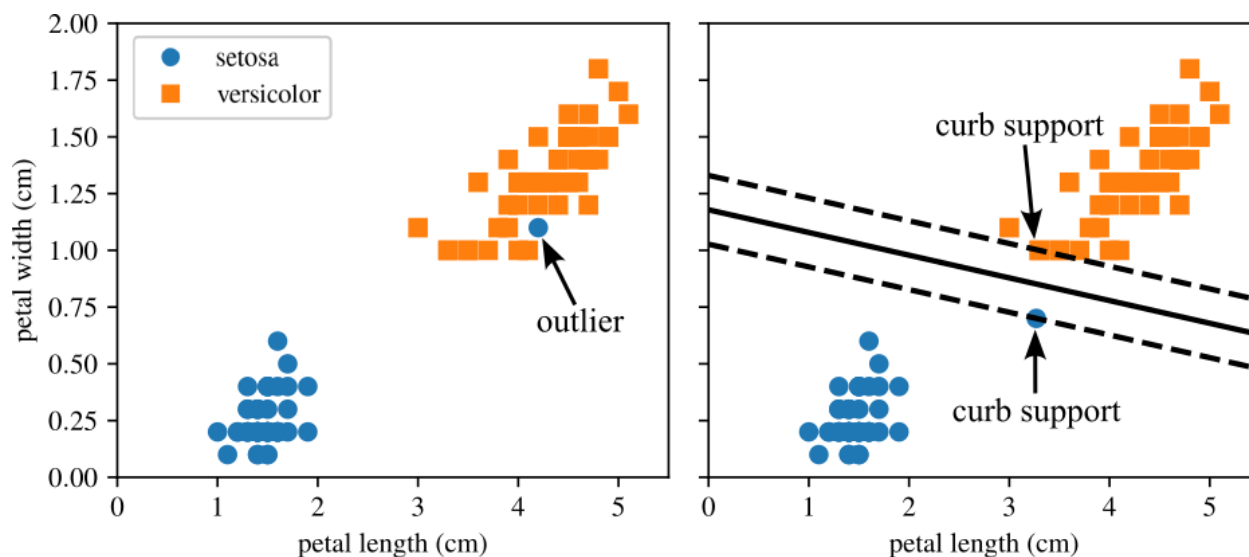 2.00
1.75
1.50
1.25
1.00
0.75
0.50
0.25
0.00
petal width (cm)
setosa
versicolor
outlier
0
1
2
3
4
5
petal length (cm)
curb support
curb support
0
1
2
3
4
5
petal length (cm)